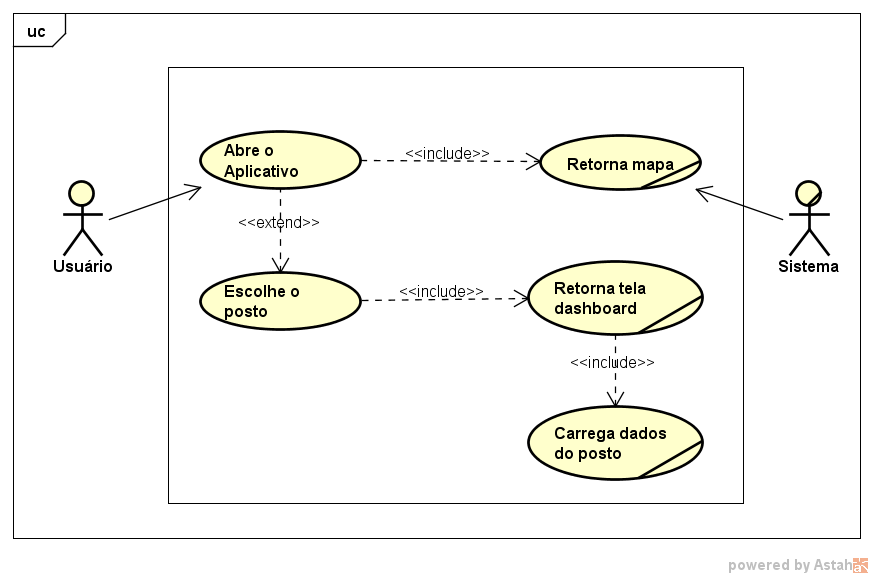 uc
Abre o
Aplicativo
<<include>>
Retorna mapa
<<extend>>
Usuário
Sistema
Escolhe o
posto
<<include>>
Retorna tela
dashboard
<<include>>
Carrega dados
do posto
powered by Astah